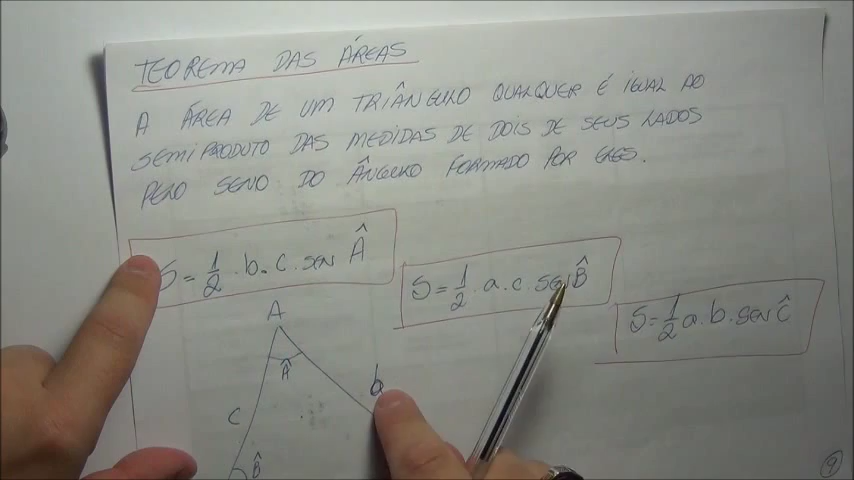 TEOREMA DAS ÁREAS
A ÁREA DE UM TRIÂNGULO QUALQUER É IGUAL AO
SEMIPRODUTO DAS MEDIDAS DE DOIS DE SEUS LADOS
PELO SENO DO ÂNGULO FORMADO POR ELES.
S = 1/2 . b . c . sen Â
S = 1/2 . a . c . sen B̂
S = 1/2 a . b . sen Ĉ
A
Â
b
c
B̂
9